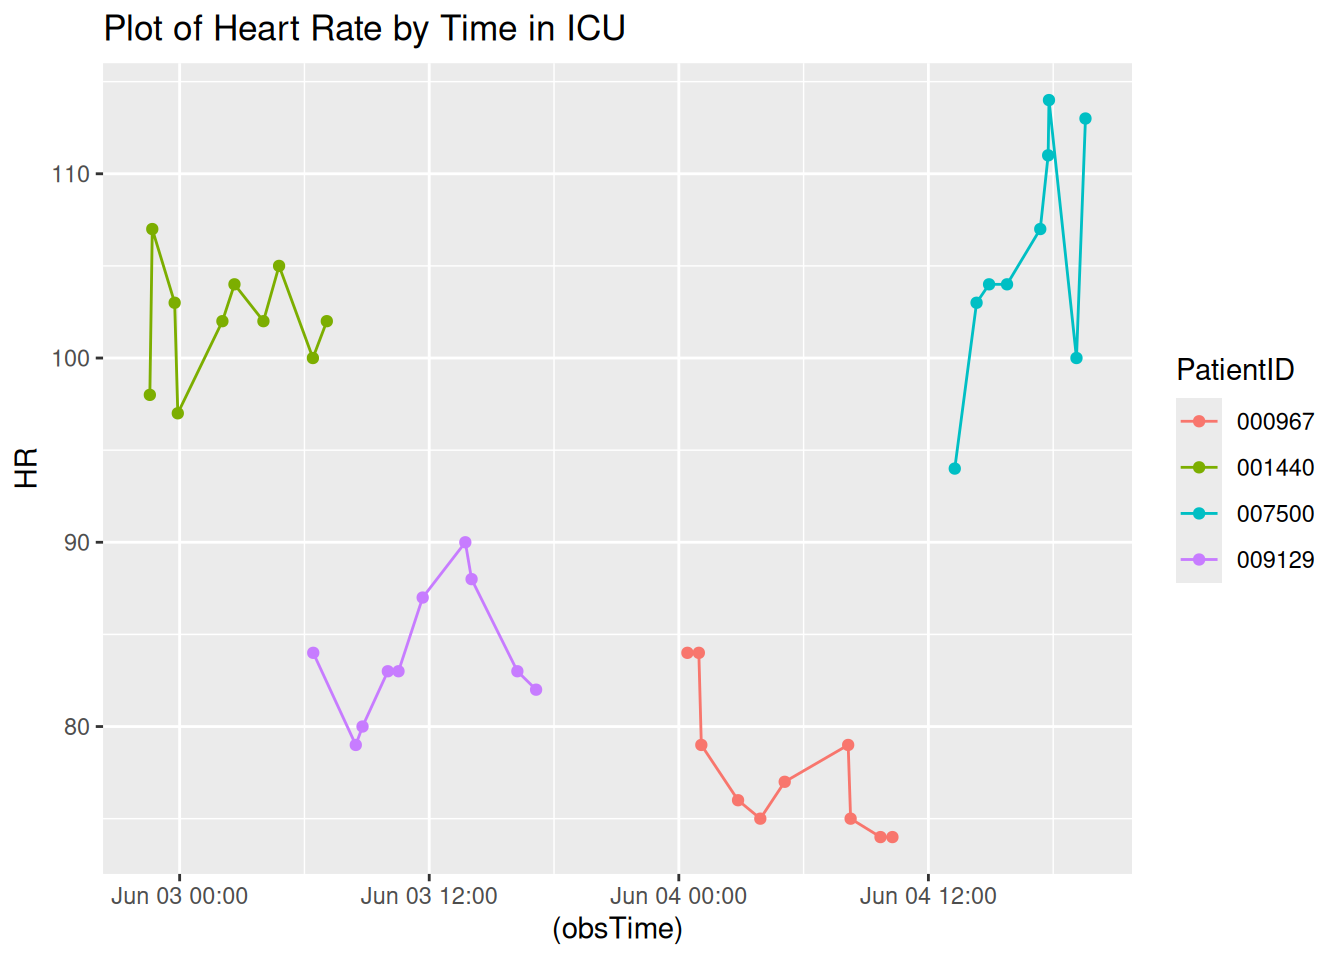 Plot of Heart Rate by Time in ICU
110
100
90
80
HR
Jun 03 00:00
Jun 03 12:00
Jun 04 00:00
Jun 04 12:00
(obsTime)
PatientID
000967
001440
007500
009129